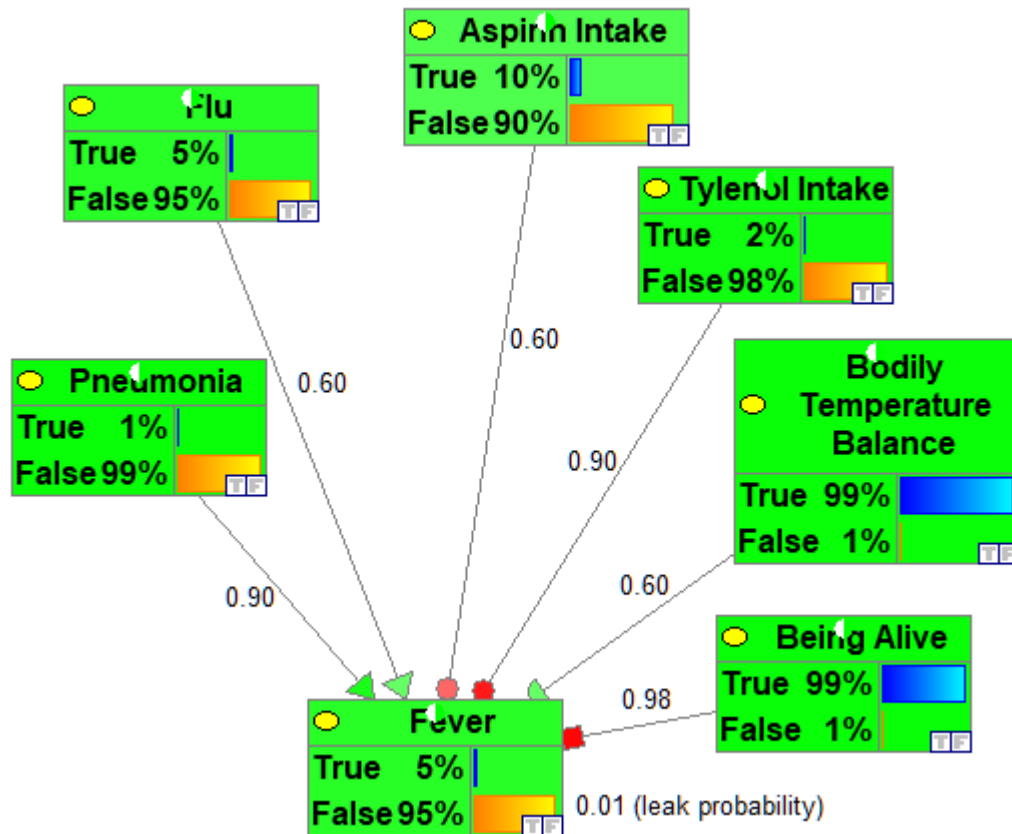 Aspirin Intake
True 10%
False 90%
T F
Flu
True 5%
False 95%
T F
Tylenol Intake
True 2%
False 98%
T F
0.60
Bodily
Temperature
Balance
True 99%
False 1%
T F
Pneumonia
True 1%
False 99%
T F
0.60
0.90
0.60
0.90
Being Alive
True 99%
False 1%
T F
0.98
Fever
True 5%
False 95%
T F
0.01 (leak probability)